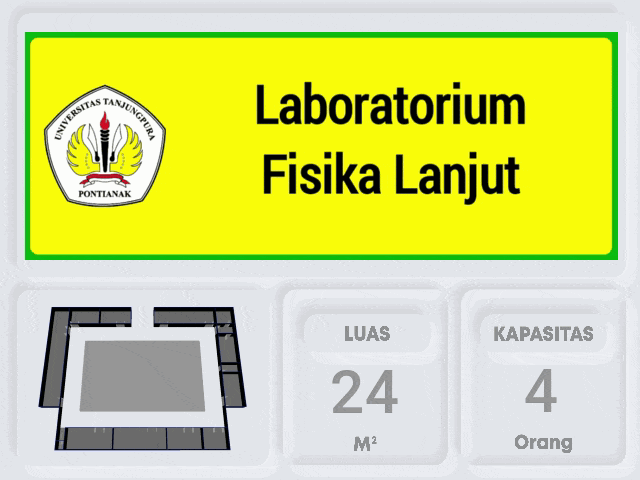 UNIVERSITAS TANJUNGPURA
PONTIANAK
Laboratorium
Fisika Lanjut
LUAS
24
M²
KAPASITAS
4
Orang